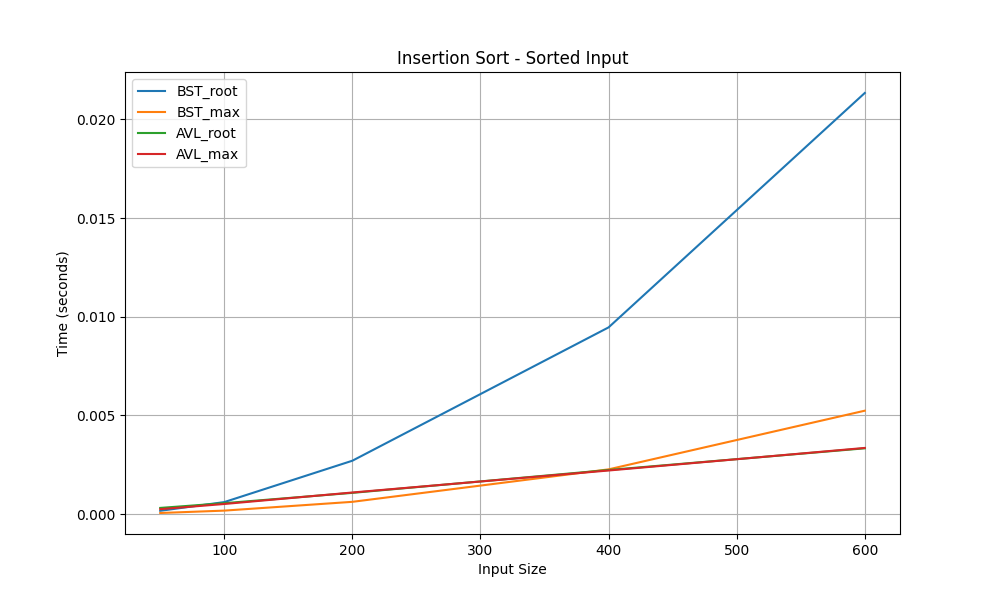 Insertion Sort - Sorted Input
BST_root
BST_max
AVL_root
AVL_max
Time (seconds)
0.020
0.015
0.010
0.005
0.000
100 200 300 400 500 600
Input Size